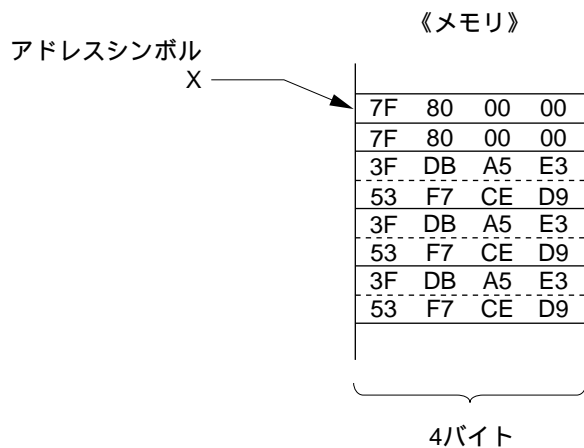 《メモリ》
アドレスシンボル
X
7F 80 00 00
7F 80 00 00
3F DB A5 E3
53 F7 CE D9
3F DB A5 E3
53 F7 CE D9
3F DB A5 E3
53 F7 CE D9
4バイト